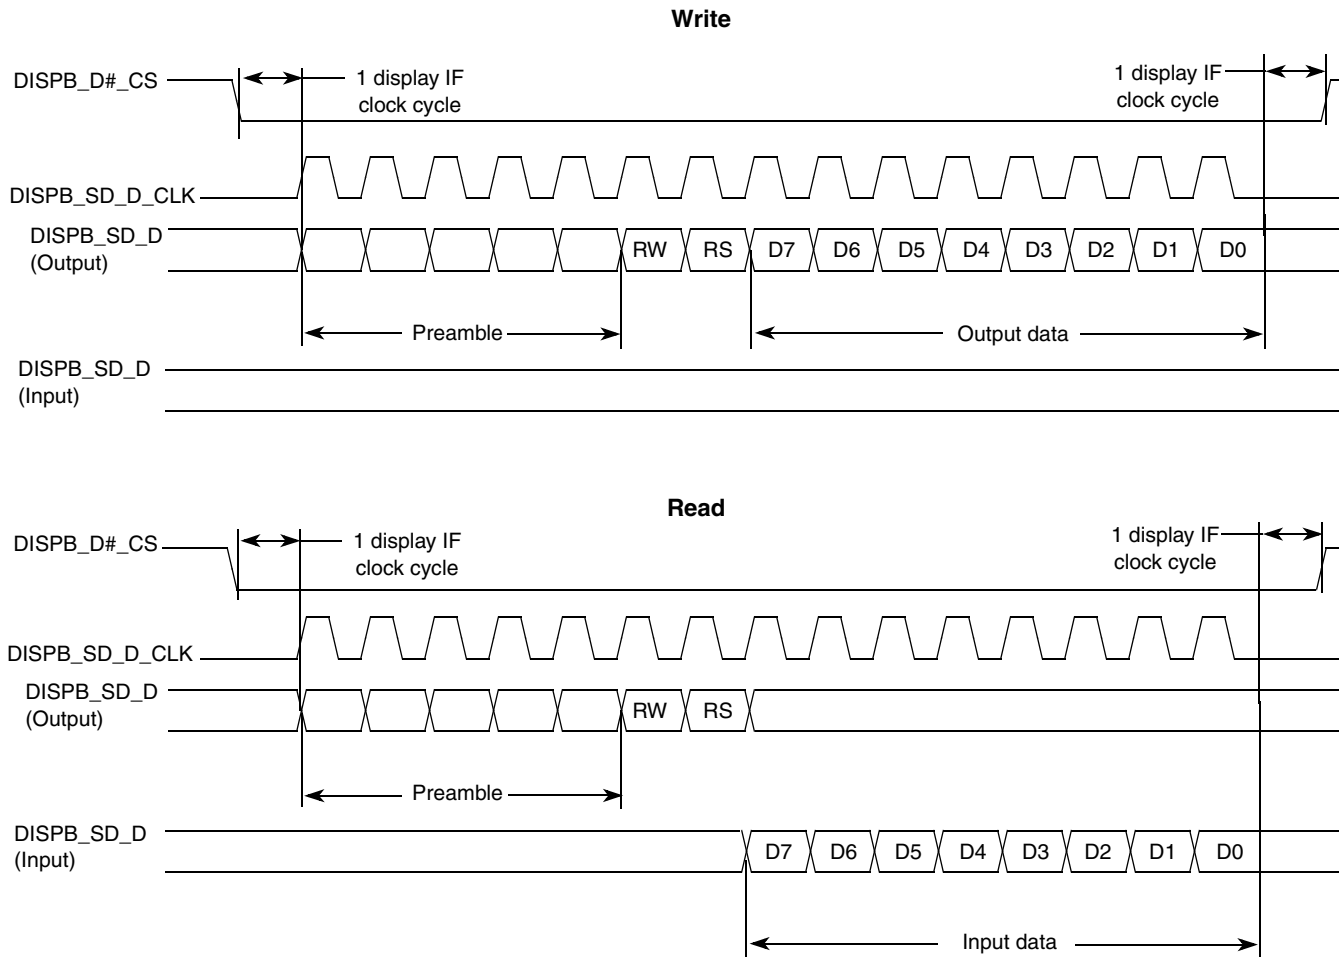 Write
DISPB_D#_CS
1 display IF
clock cycle
1 display IF
clock cycle
DISPB_SD_D_CLK
DISPB_SD_D
(Output)
RW RS D7 D6 D5 D4 D3 D2 D1 D0
Preamble
Output data
DISPB_SD_D
(Input)
Read
DISPB_D#_CS
1 display IF
clock cycle
1 display IF
clock cycle
DISPB_SD_D_CLK
DISPB_SD_D
(Output)
RW RS
Preamble
DISPB_SD_D
(Input)
D7 D6 D5 D4 D3 D2 D1 D0
Input data